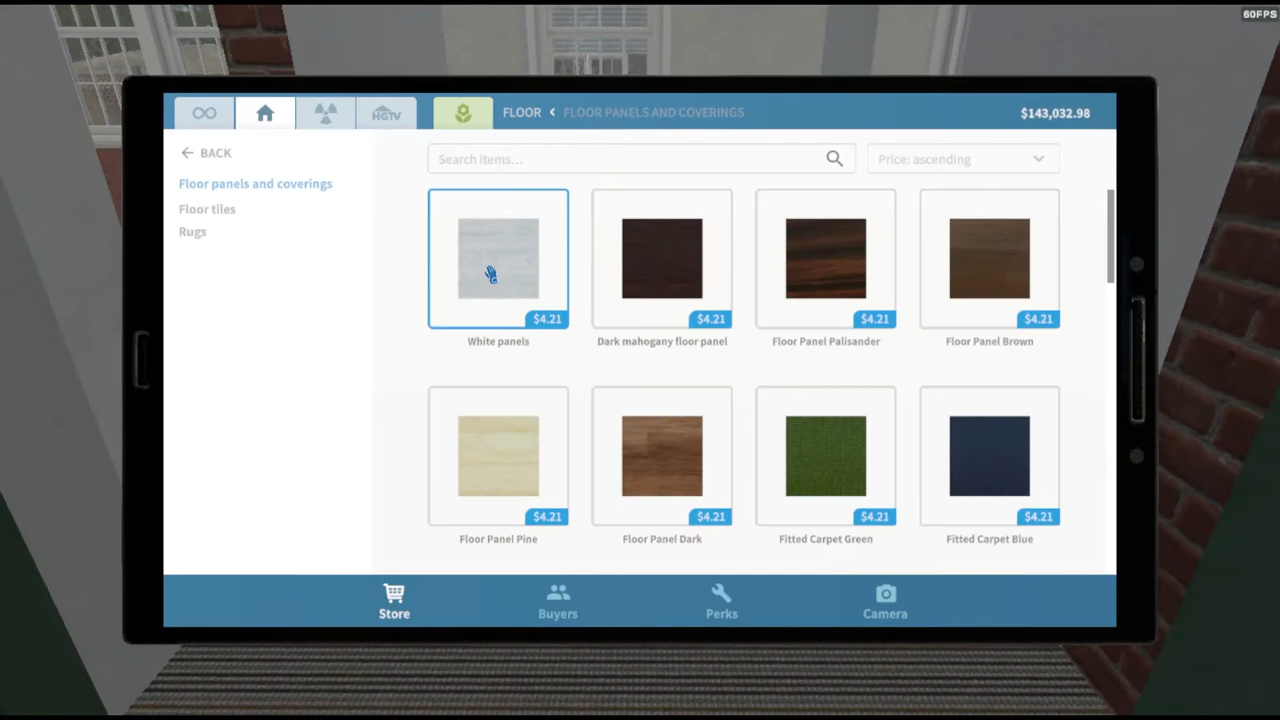 60FPS
HGTV
FLOOR < FLOOR PANELS AND COVERINGS
$143,032.98
← BACK
Floor panels and coverings
Floor tiles
Rugs
Search items...
Price: ascending
$4.21
$4.21
$4.21
$4.21
White panels
Dark mahogany floor panel
Floor Panel Palisander
Floor Panel Brown
$4.21
$4.21
$4.21
$4.21
Floor Panel Pine
Floor Panel Dark
Fitted Carpet Green
Fitted Carpet Blue
Store
Buyers
Perks
Camera